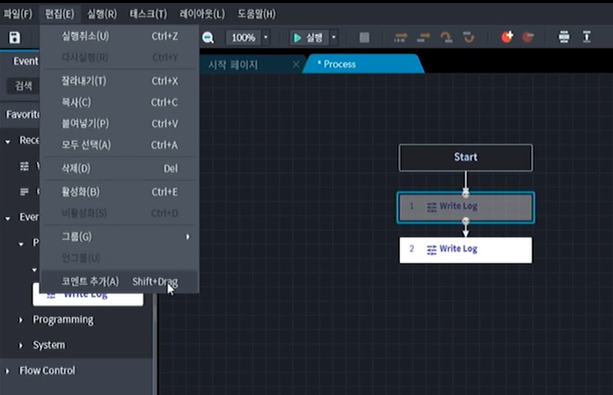 파일(F) 편집(E) 실행(R) 태스크(T) 레이아웃(L) 도움말(H)
100% 실행
실행취소(U) Ctrl+Z
다시실행(R) Ctrl+Y
잘라내기(T) Ctrl+X
복사(C) Ctrl+C
붙여넣기(P) Ctrl+V
모두 선택(A) Ctrl+A
삭제(D) Del
활성화(B) Ctrl+E
비활성화(S) Ctrl+D
그룹(G)
언그룹(U)
코멘트 추가(A) Shift+Drag
Event
검색
Favorit
Rece
Ever
P
Write Log
Programming
System
Flow Control
시작 페이지 * Process
Start
1 Write Log
2 Write Log